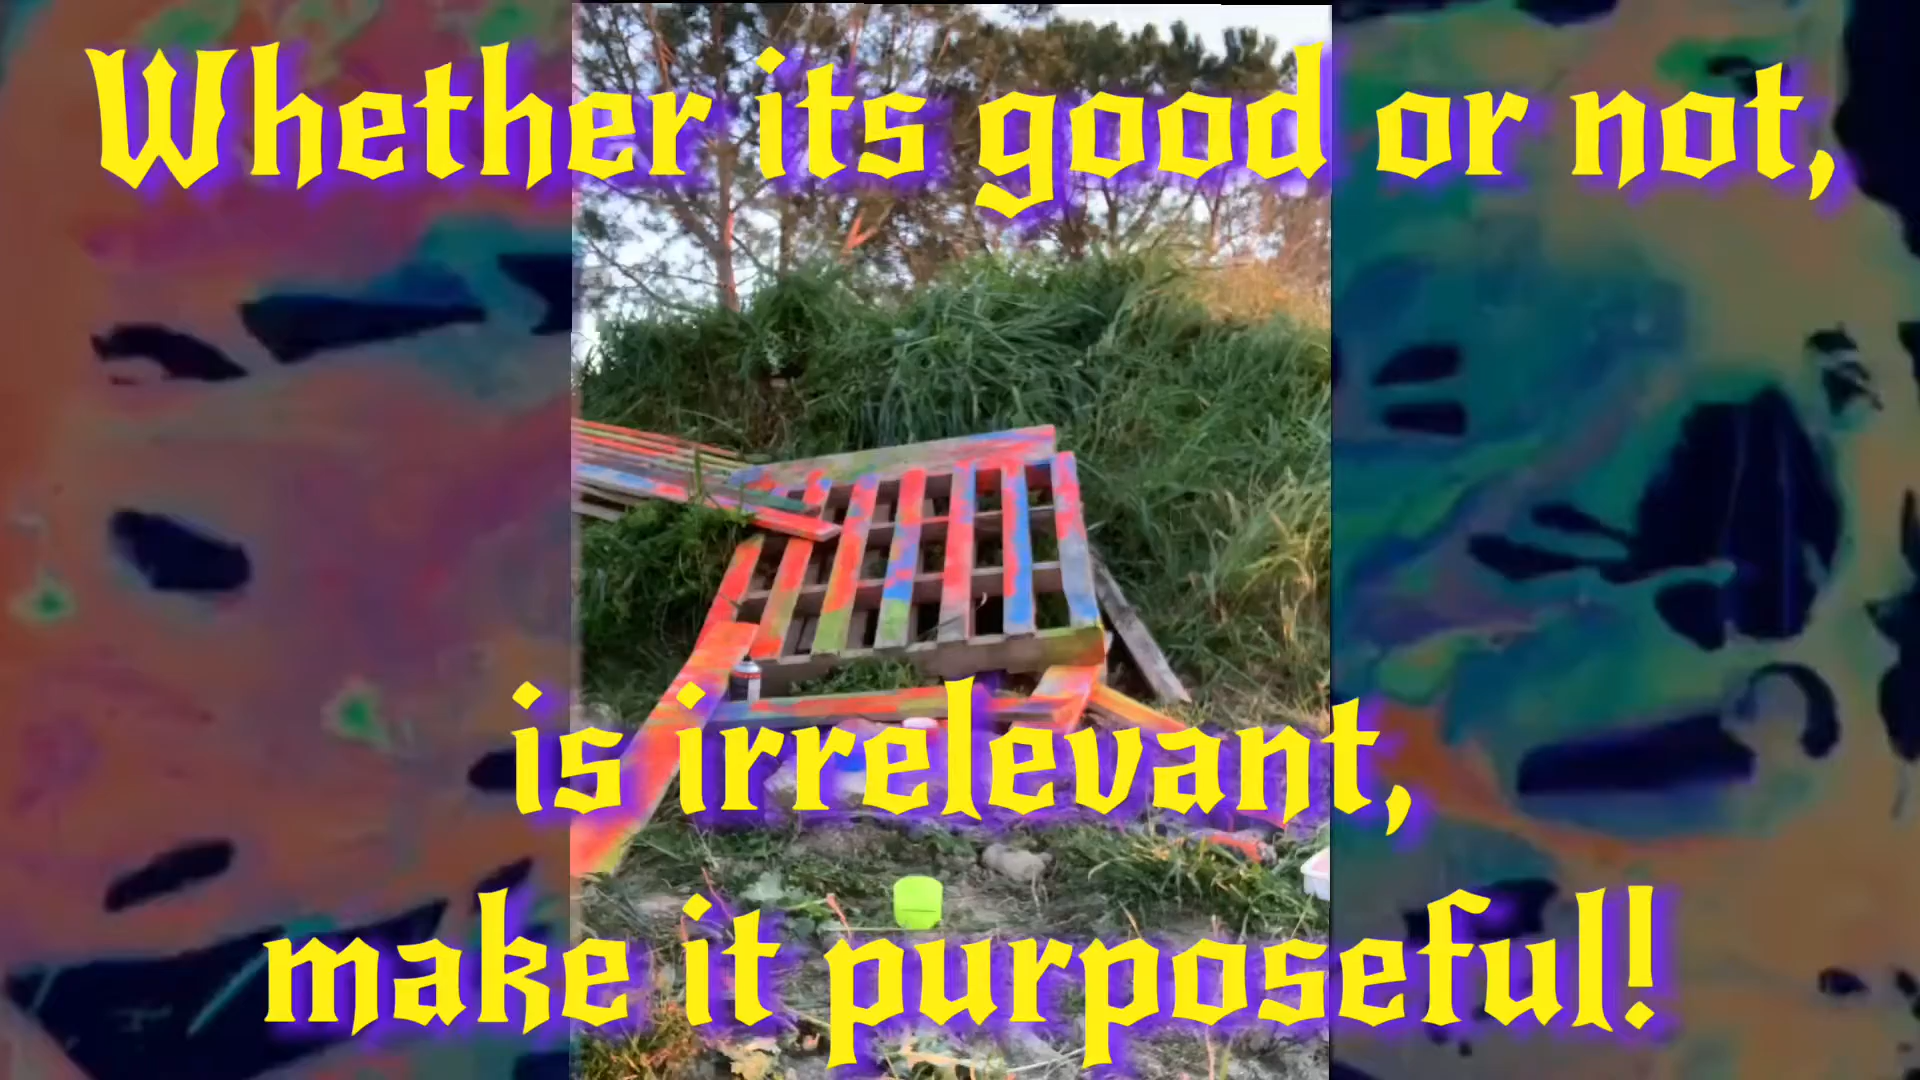 Whether its good or not,
is irrelevant,
make it purposeful!